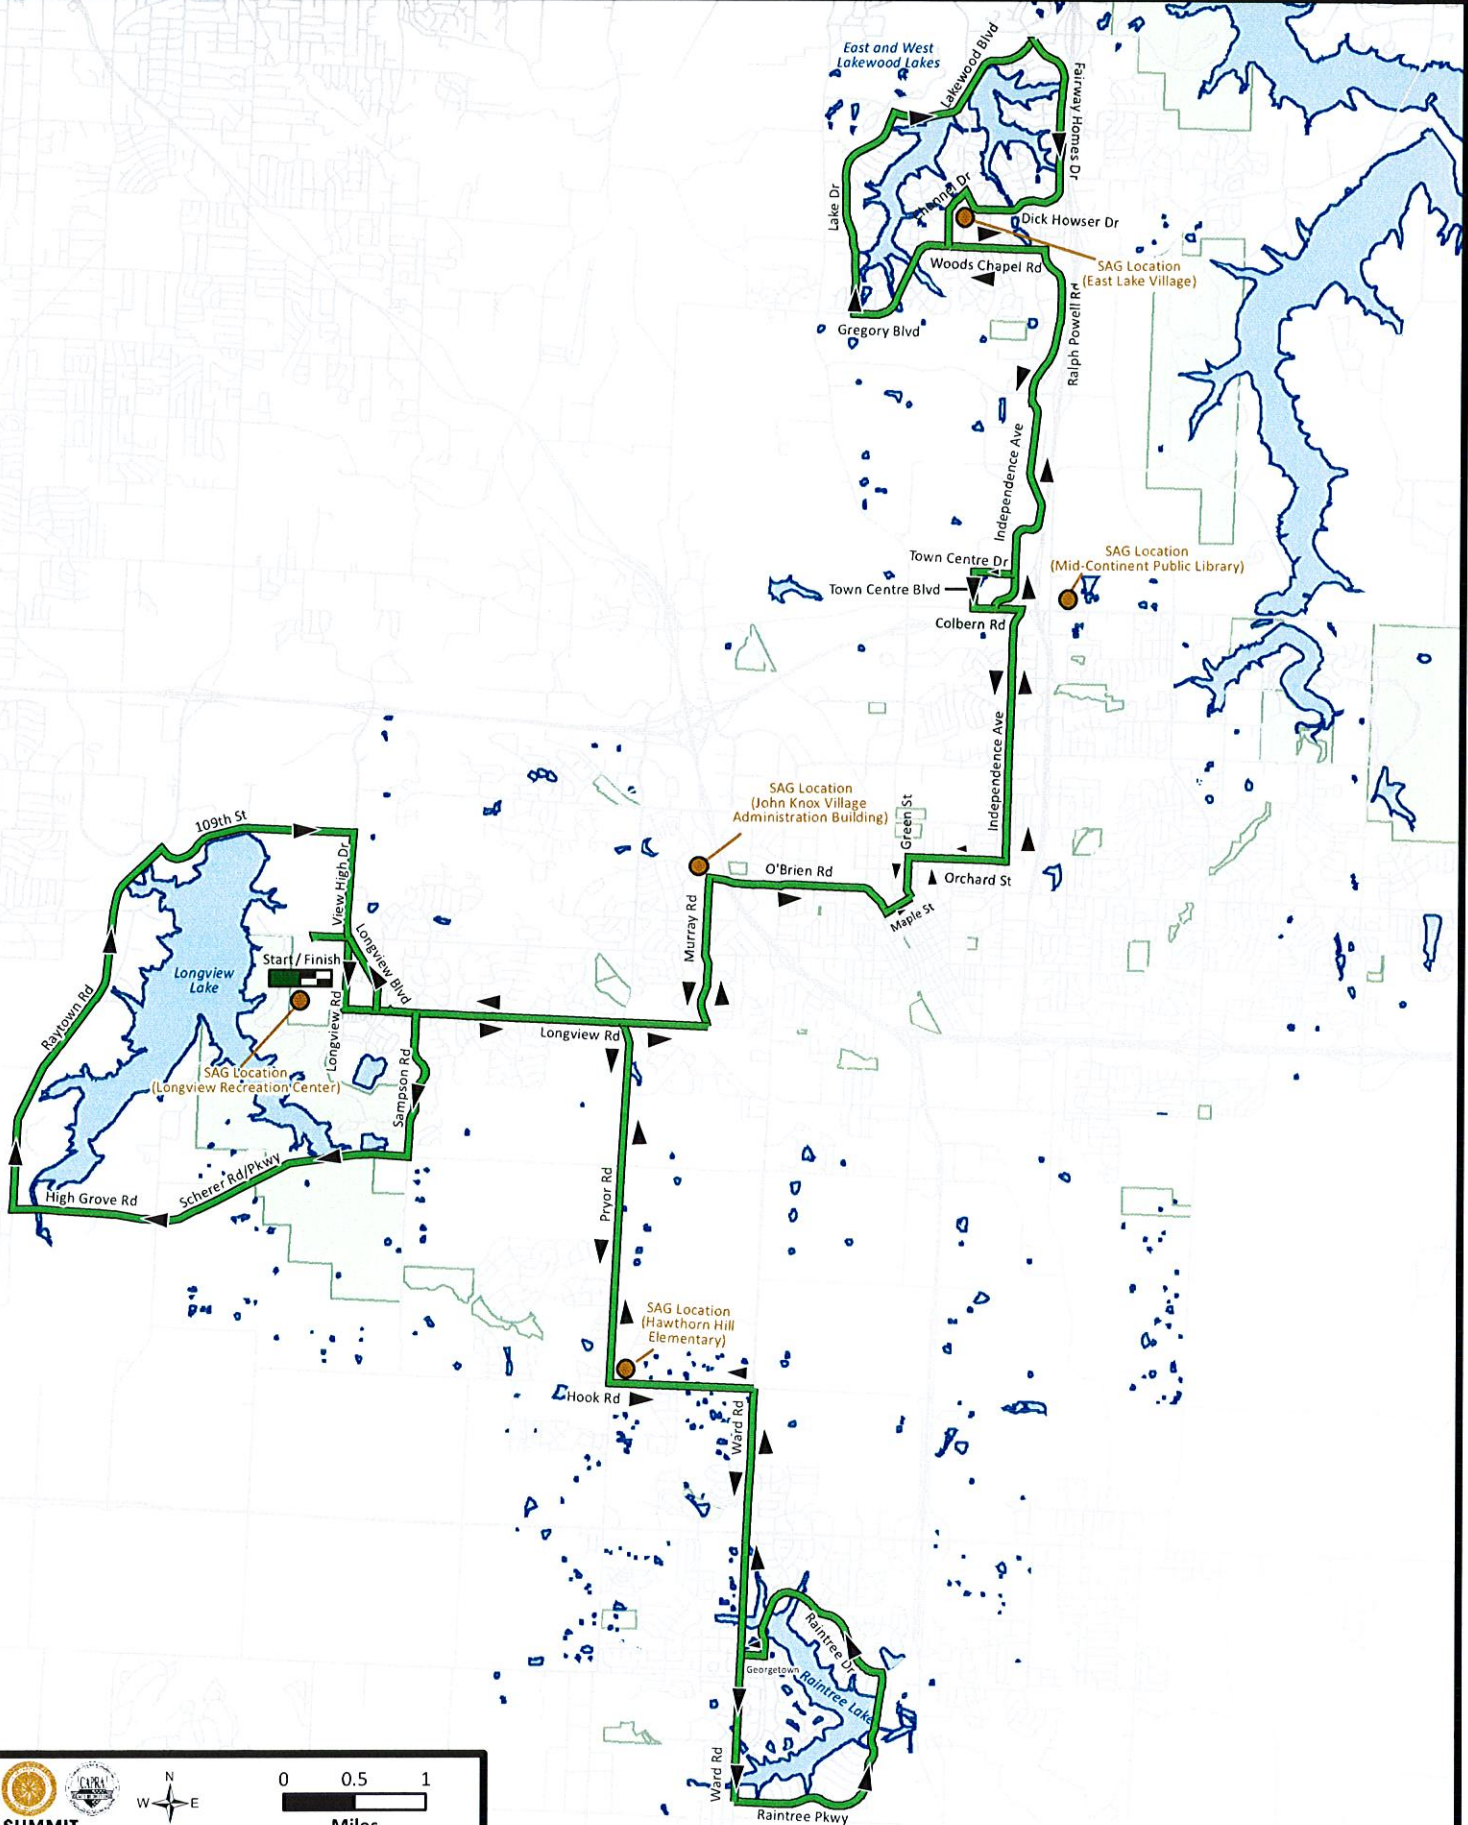 East and West
Lakewood Lakes
Lakewood Blvd
Fairway Homes Dr
Lake Dr
Channel Dr
Dick Howser Dr
Woods Chapel Rd
SAG Location
(East Lake Village)
Gregory Blvd
Ralph Powell Rd
Independence Ave
Town Centre Dr
SAG Location
(Mid-Continent Public Library)
Town Centre Blvd
Colbern Rd
Independence Ave
SAG Location
(John Knox Village
Administration Building)
Green St
109th St
View High Dr
O'Brien Rd
Orchard St
Murray Rd
Maple St
Longview Blvd
Start/Finish
Longview
Lake
Raytown Rd
Longview Rd
Longview Rd
SAG Location
(Longview Recreation Center)
Sampson Rd
Scherer Rd/Pkwy
High Grove Rd
Pryor Rd
SAG Location
(Hawthorn Hill
Elementary)
Hook Rd
Ward Rd
Raintree Dr
Georgetown
Raintree Lake
Ward Rd
Raintree Pkwy
CAPRA
N
W
E
0 0.5 1
Miles
SUMMIT